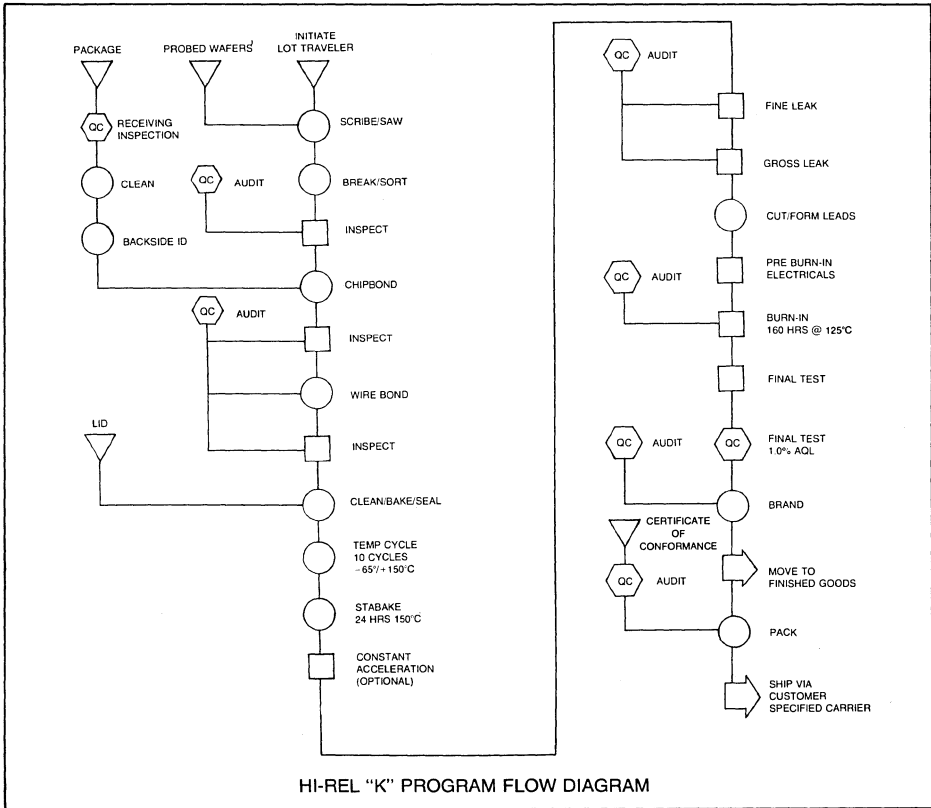 PACKAGE
PROBED WAFERS
INITIATE
LOT TRAVELER
QC
RECEIVING
INSPECTION
CLEAN
BACKSIDE ID
SCRIBE/SAW
BREAK/SORT
QC
AUDIT
INSPECT
CHIPBOND
QC
AUDIT
INSPECT
WIRE BOND
INSPECT
LID
CLEAN/BAKE/SEAL
TEMP CYCLE
10 CYCLES
-65°/+150°C
STABAKE
24 HRS 150°C
CONSTANT
ACCELERATION
(OPTIONAL)
QC
AUDIT
FINE LEAK
GROSS LEAK
CUT/FORM LEADS
PRE BURN-IN
ELECTRICALS
QC
AUDIT
BURN-IN
160 HRS @ 125°C
FINAL TEST
QC
AUDIT
QC
FINAL TEST
1.0% AQL
BRAND
CERTIFICATE
OF
CONFORMANCE
MOVE TO
FINISHED GOODS
QC
AUDIT
PACK
SHIP VIA
CUSTOMER
SPECIFIED CARRIER
HI-REL "K" PROGRAM FLOW DIAGRAM